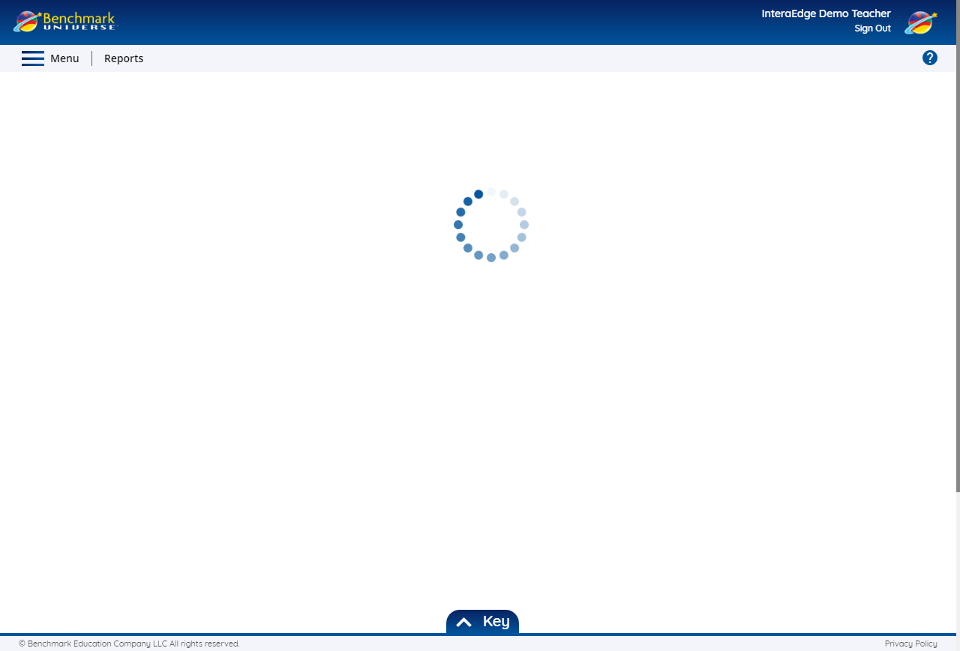 Benchmark
UNIVERSE
InteraEdge Demo Teacher
Sign Out
Menu
Reports
?
Key
© Benchmark Education Company LLC All rights reserved.
Privacy Policy